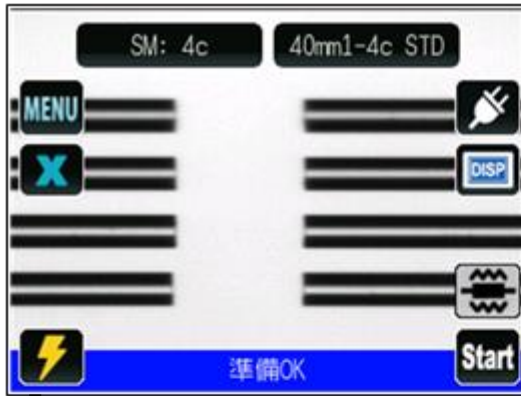 SM: 4c
40mm1-4c STD
MENU
X
DISP
準備OK
Start